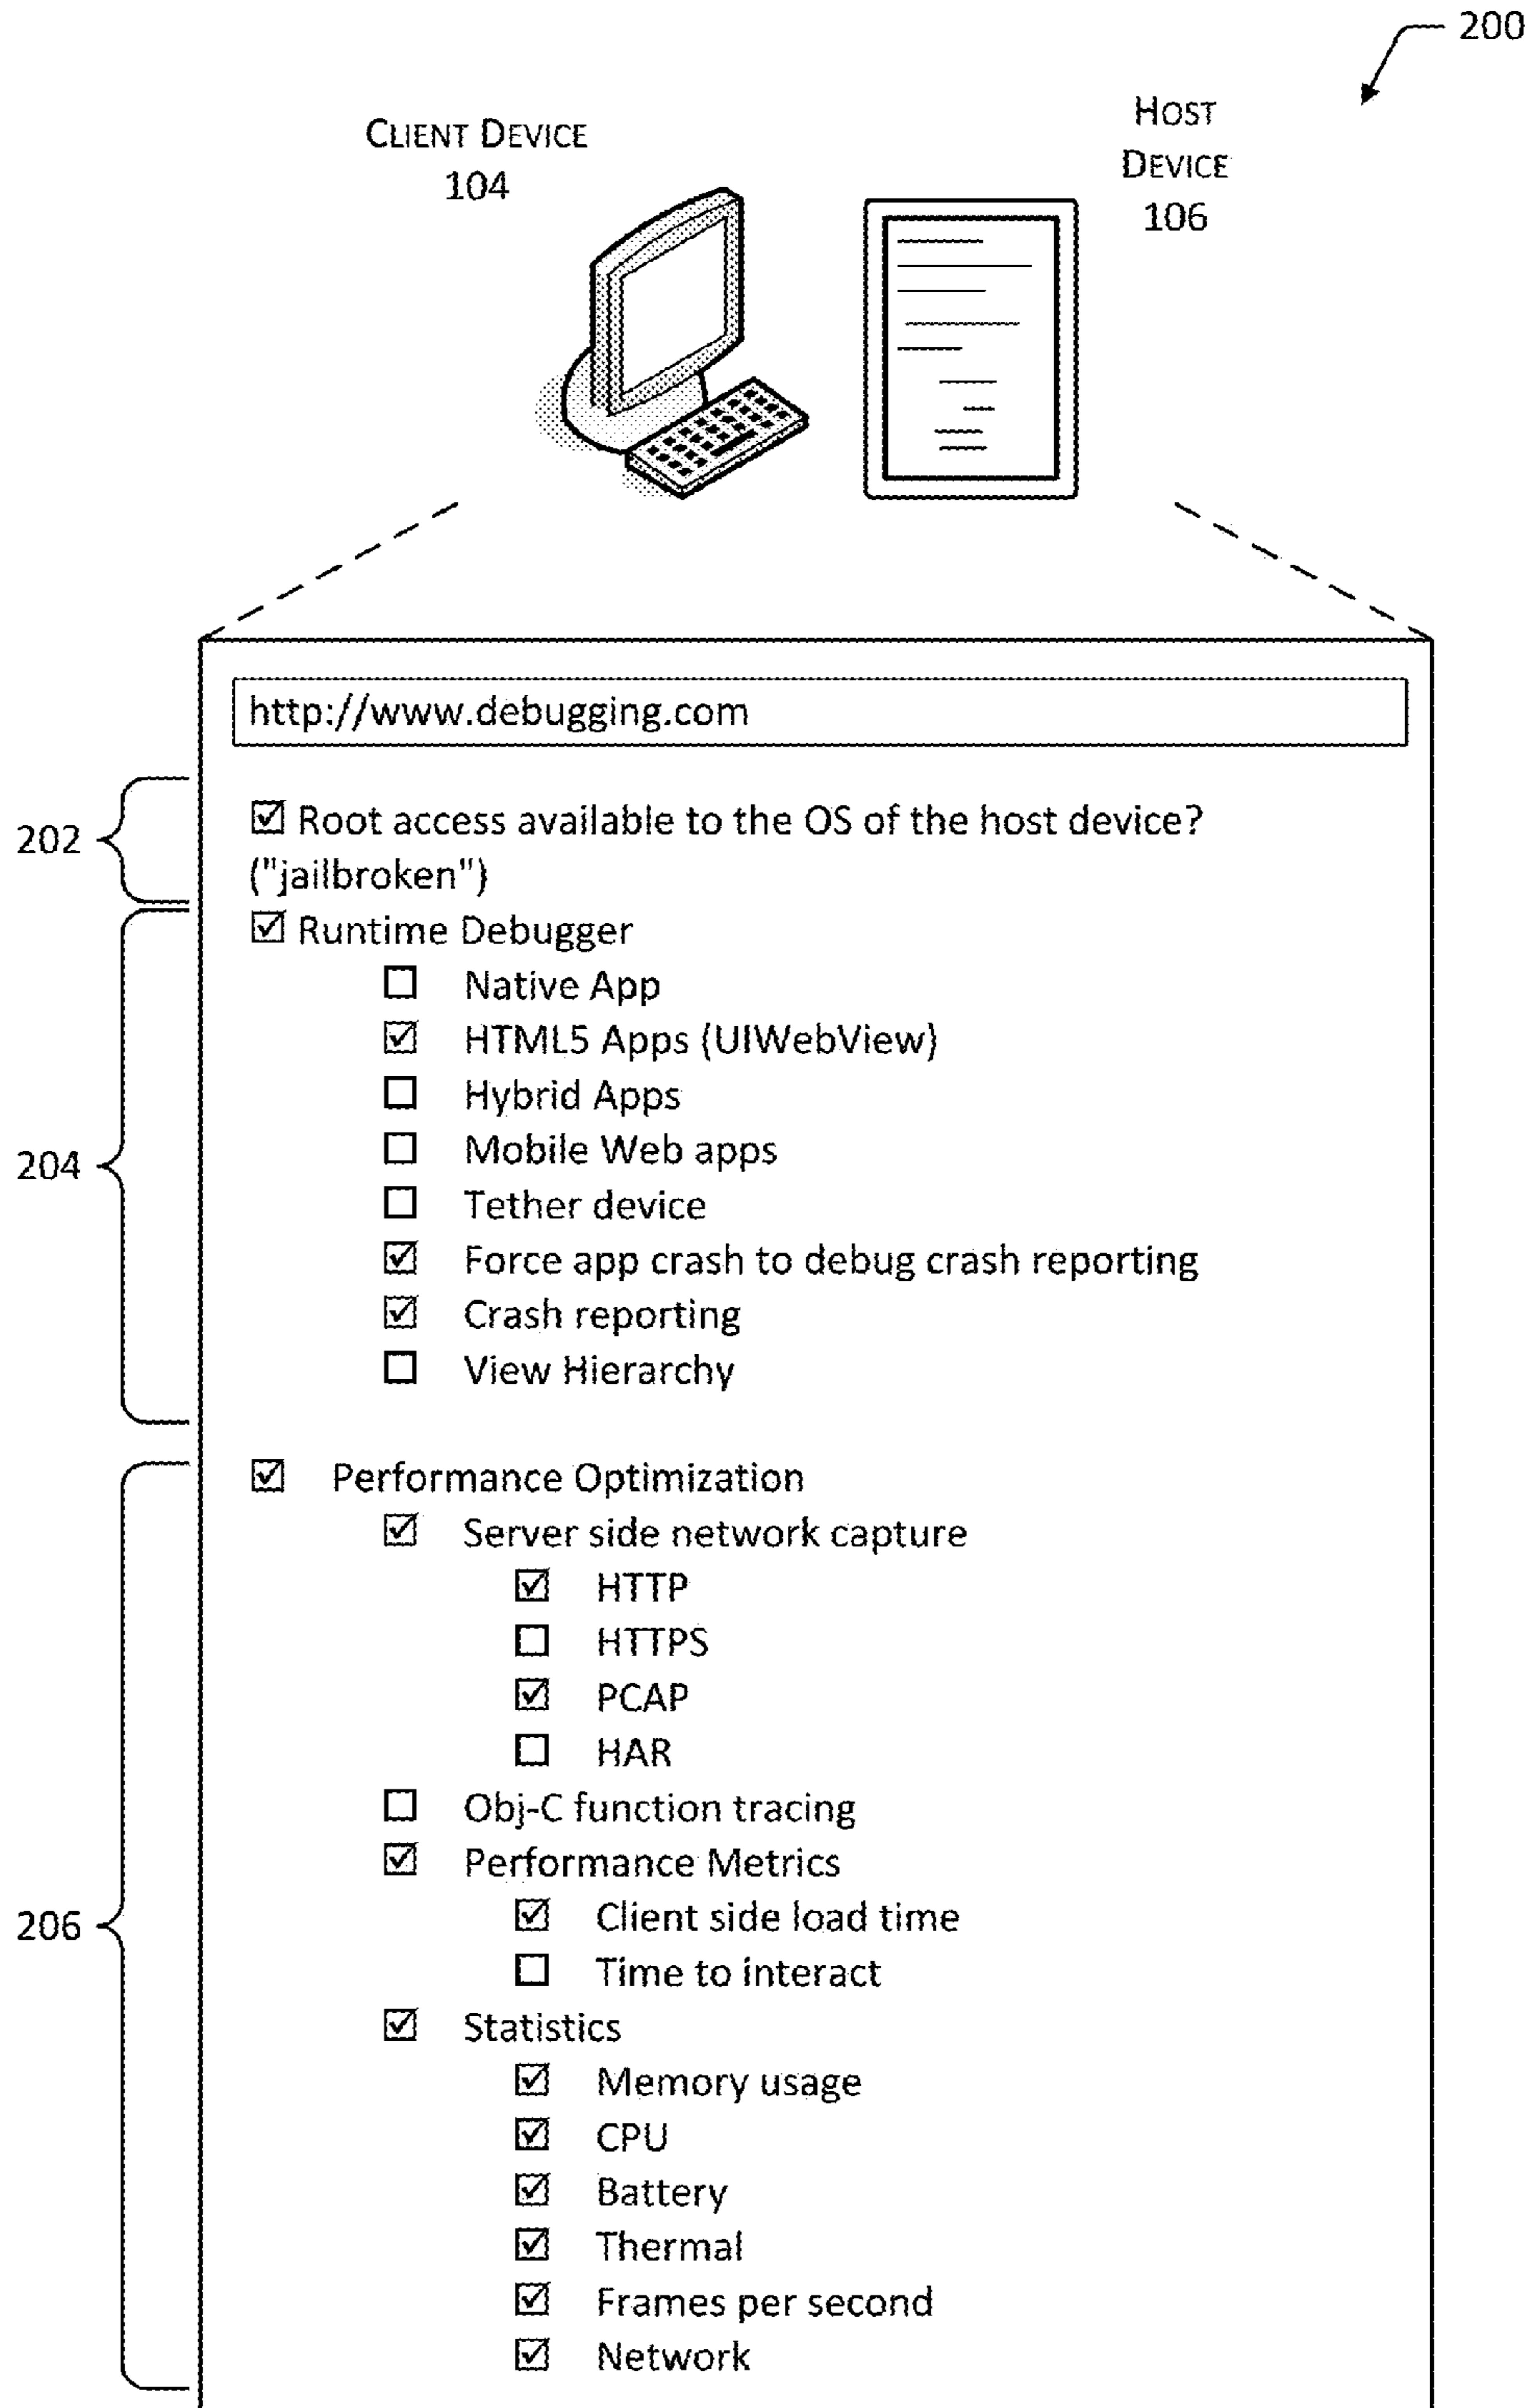 200
CLIENT DEVICE
104
HOST
DEVICE
106
http://www.debugging.com
202
☑ Root access available to the OS of the host device?
("jailbroken")
204
☑ Runtime Debugger
☐ Native App
☑ HTML5 Apps (UIWebView)
☐ Hybrid Apps
☐ Mobile Web apps
☐ Tether device
☑ Force app crash to debug crash reporting
☑ Crash reporting
☐ View Hierarchy
206
☑ Performance Optimization
☑ Server side network capture
☑ HTTP
☐ HTTPS
☑ PCAP
☐ HAR
☐ Obj-C function tracing
☑ Performance Metrics
☑ Client side load time
☐ Time to interact
☑ Statistics
☑ Memory usage
☑ CPU
☑ Battery
☑ Thermal
☑ Frames per second
☑ Network